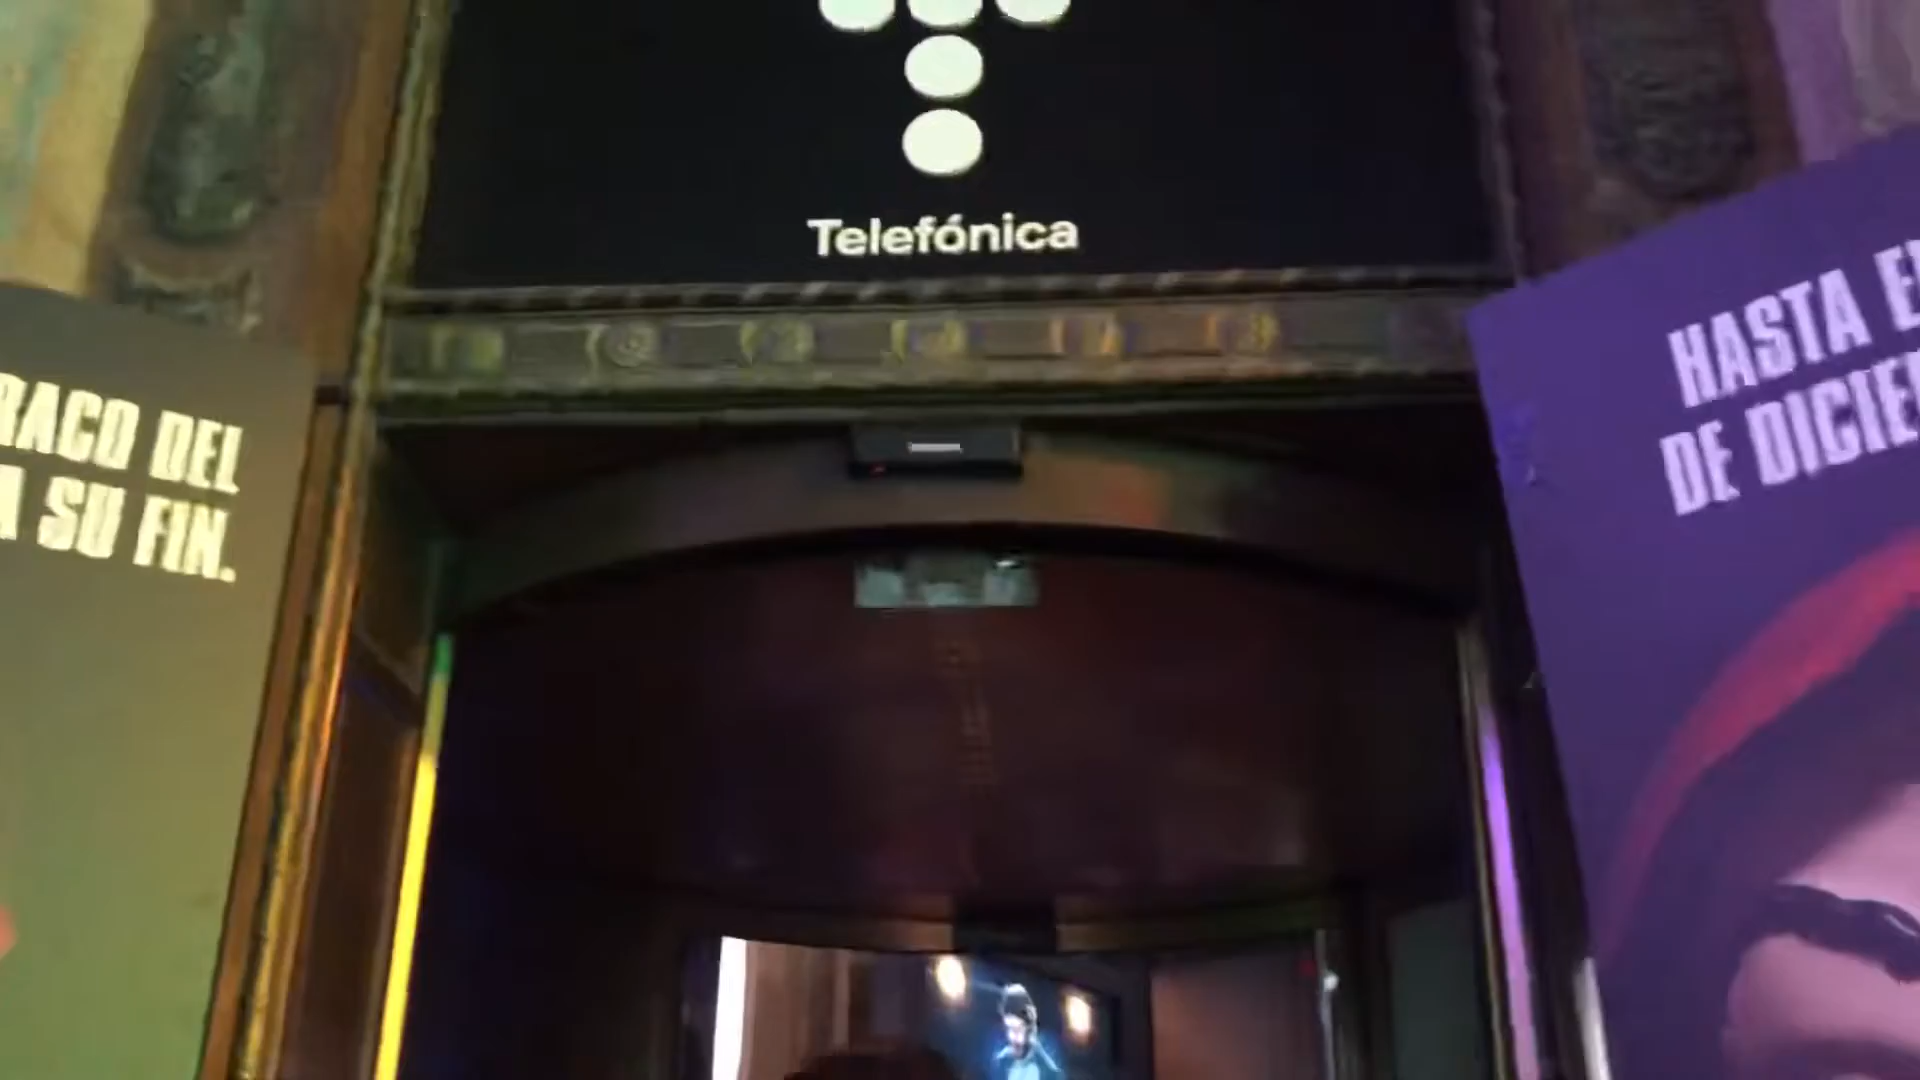 Telefónica
RACO DEL
A SU FIN.
HASTA E
DE DICIE